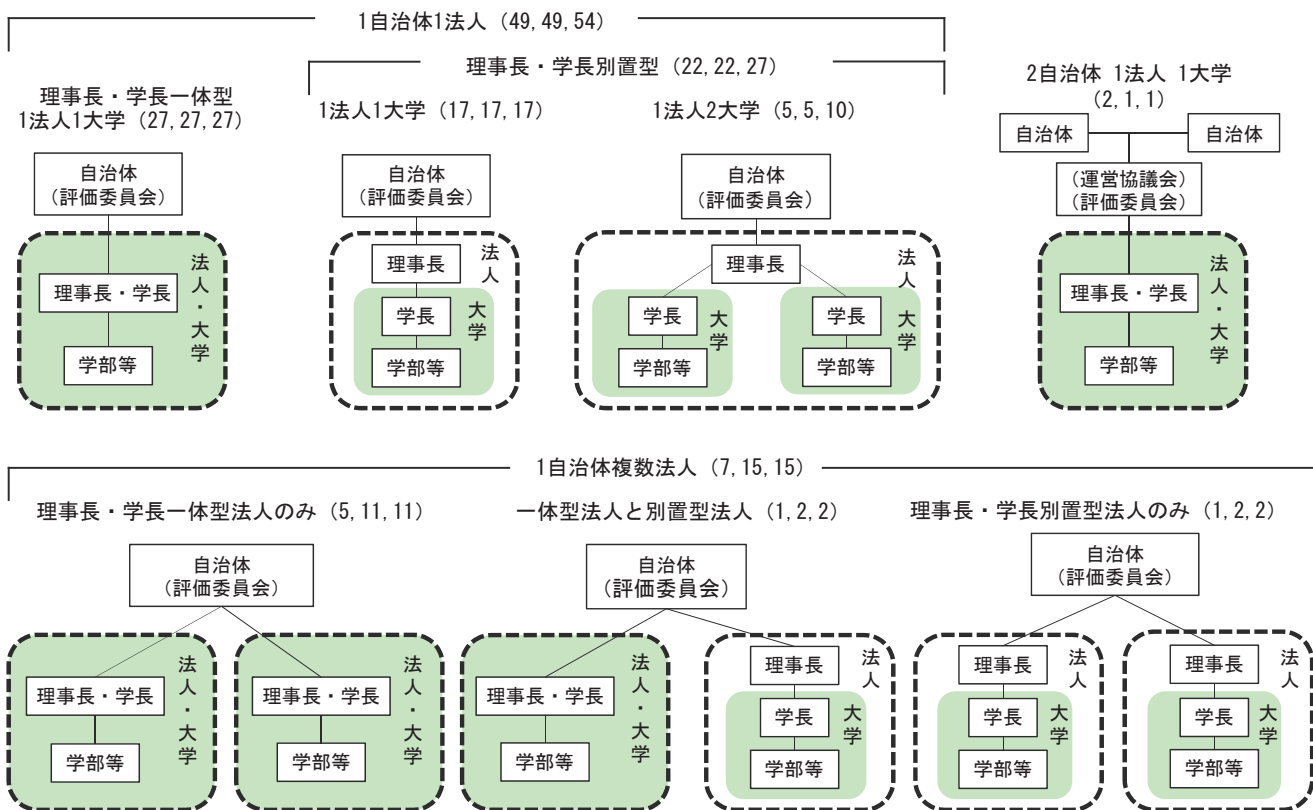 1自治体1法人（49, 49, 54）
理事長・学長別置型（22, 22, 27）
理事長・学長一体型
1法人1大学（27, 27, 27）
自治体
（評価委員会）
理事長・学長
学部等
法人・大学
1法人1大学（17, 17, 17）
自治体
（評価委員会）
理事長
法人
学長
学部等
大学
1法人2大学（5, 5, 10）
自治体
（評価委員会）
理事長
法人
学長
学部等
大学
学長
学部等
大学
2自治体 1法人 1大学
（2, 1, 1）
自治体
自治体
（運営協議会）
（評価委員会）
理事長・学長
学部等
法人・大学
1自治体複数法人（7, 15, 15）
理事長・学長一体型法人のみ（5, 11, 11）
自治体
（評価委員会）
理事長・学長
学部等
法人・大学
理事長・学長
学部等
法人・大学
一体型法人と別置型法人（1, 2, 2）
自治体
（評価委員会）
理事長・学長
学部等
法人・大学
理事長
法人
学長
学部等
大学
理事長・学長別置型法人のみ（1, 2, 2）
自治体
（評価委員会）
理事長
法人
学長
学部等
大学
理事長
法人
学長
学部等
大学